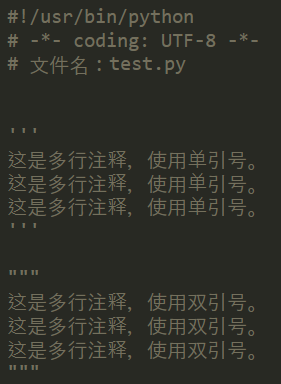 #!/usr/bin/python
# -*- coding: UTF-8 -*-
# 文件名：test.py
'''
这是多行注释，使用单引号。
这是多行注释，使用单引号。
这是多行注释，使用单引号。
'''
"""
这是多行注释，使用双引号。
这是多行注释，使用双引号。
这是多行注释，使用双引号。
"""